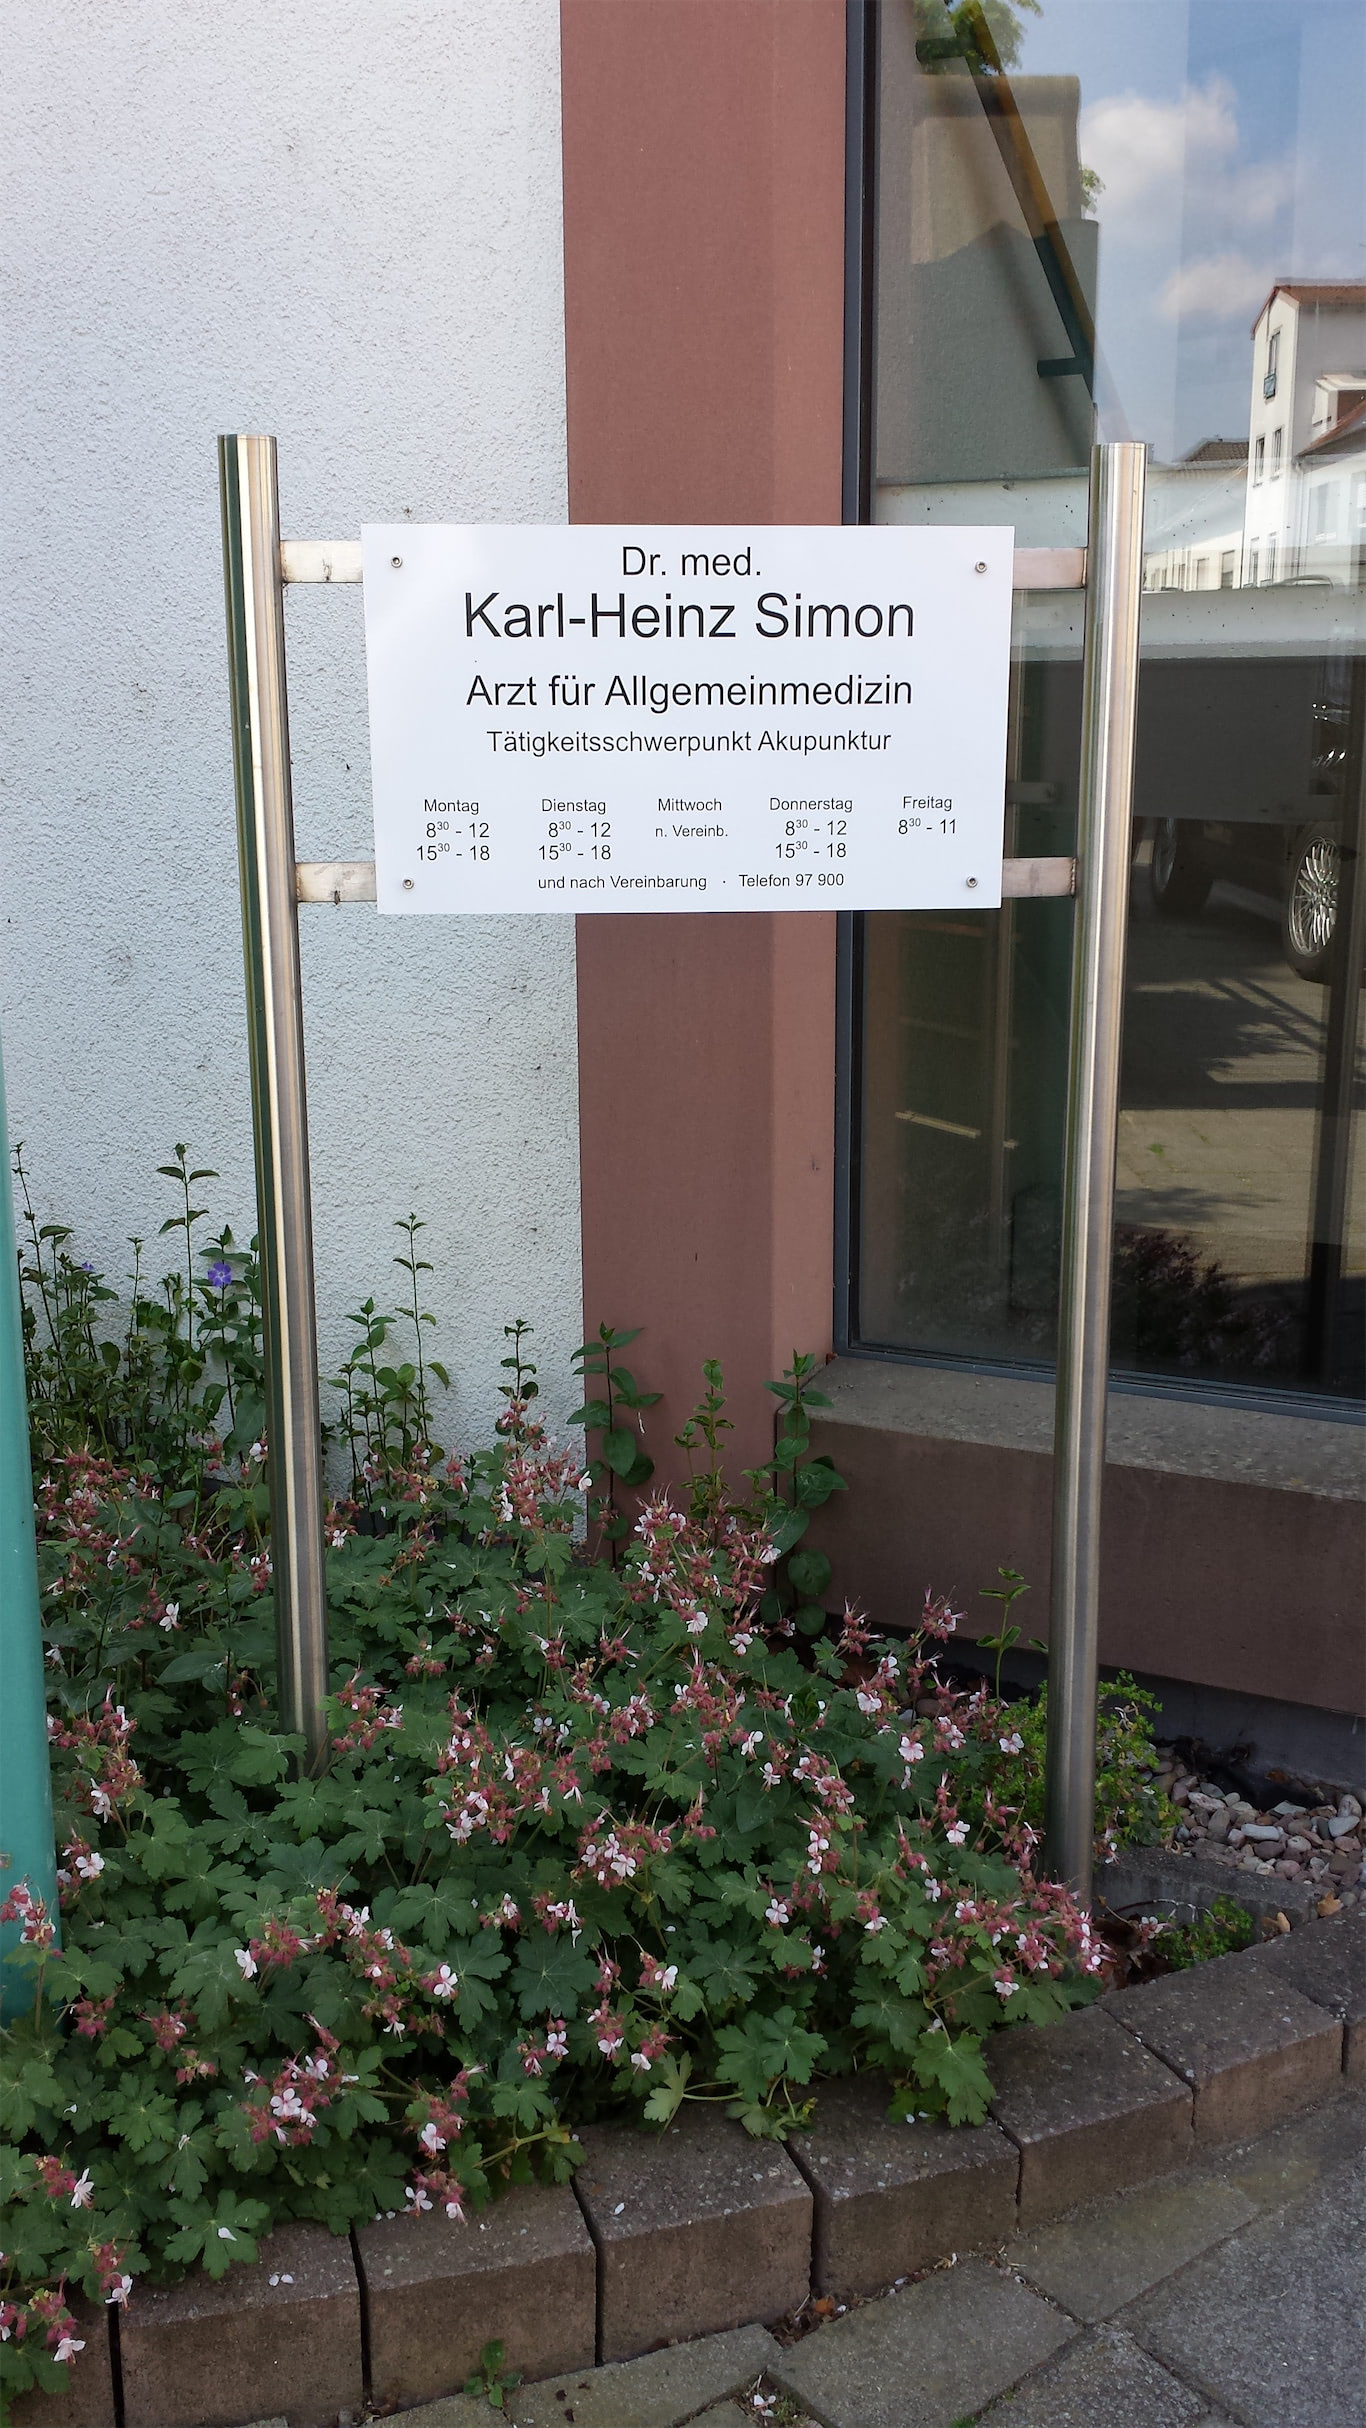 Dr. med.
Karl-Heinz Simon
Arzt für Allgemeinmedizin
Tätigkeitsschwerpunkt Akupunktur
Montag Dienstag Mittwoch Donnerstag Freitag
8³⁰ - 12 8³⁰ - 12 n. Vereinb. 8³⁰ - 12 8³⁰ - 11
15³⁰ - 18 15³⁰ - 18 15³⁰ - 18
und nach Vereinbarung · Telefon 97 900